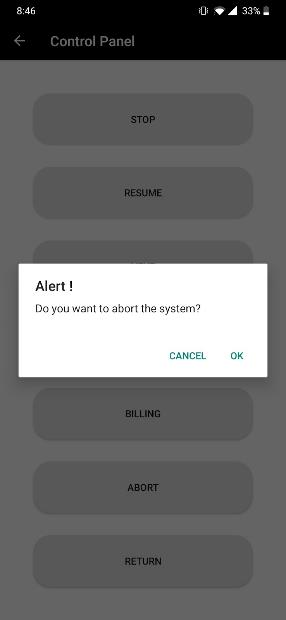 8:46
33%
Control Panel
STOP
RESUME
Alert !
Do you want to abort the system?
CANCEL OK
BILLING
ABORT
RETURN